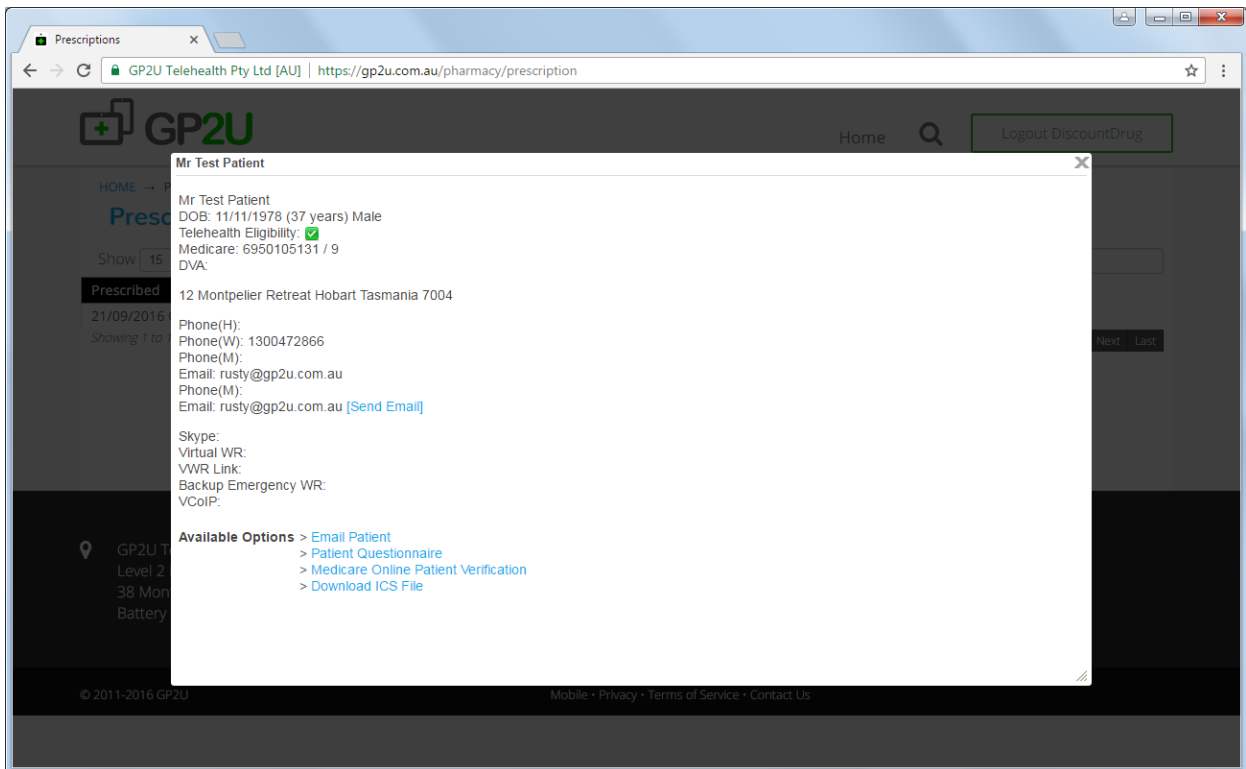 Prescriptions
GP2U Telehealth Pty Ltd [AU] | https://gp2u.com.au/pharmacy/prescription
GP2U
Home
Logout DiscountDrug
Mr Test Patient
HOME → P
Presc
Show 15
Prescribed
21/09/2016
Showing 1 to 1
Mr Test Patient
DOB: 11/11/1978 (37 years) Male
Telehealth Eligibility: ✅
Medicare: 6950105131 / 9
DVA:
12 Montpelier Retreat Hobart Tasmania 7004
Phone(H):
Phone(W): 1300472866
Phone(M):
Email: rusty@gp2u.com.au
Phone(M):
Email: rusty@gp2u.com.au [Send Email]
Next Last
Skype:
Virtual WR:
VWR Link:
Backup Emergency WR:
VCoIP:
Available Options > Email Patient
> Patient Questionnaire
> Medicare Online Patient Verification
> Download ICS File
GP2U T
Level 2
38 Mon
Battery
© 2011-2016 GP2U
Mobile • Privacy • Terms of Service • Contact Us